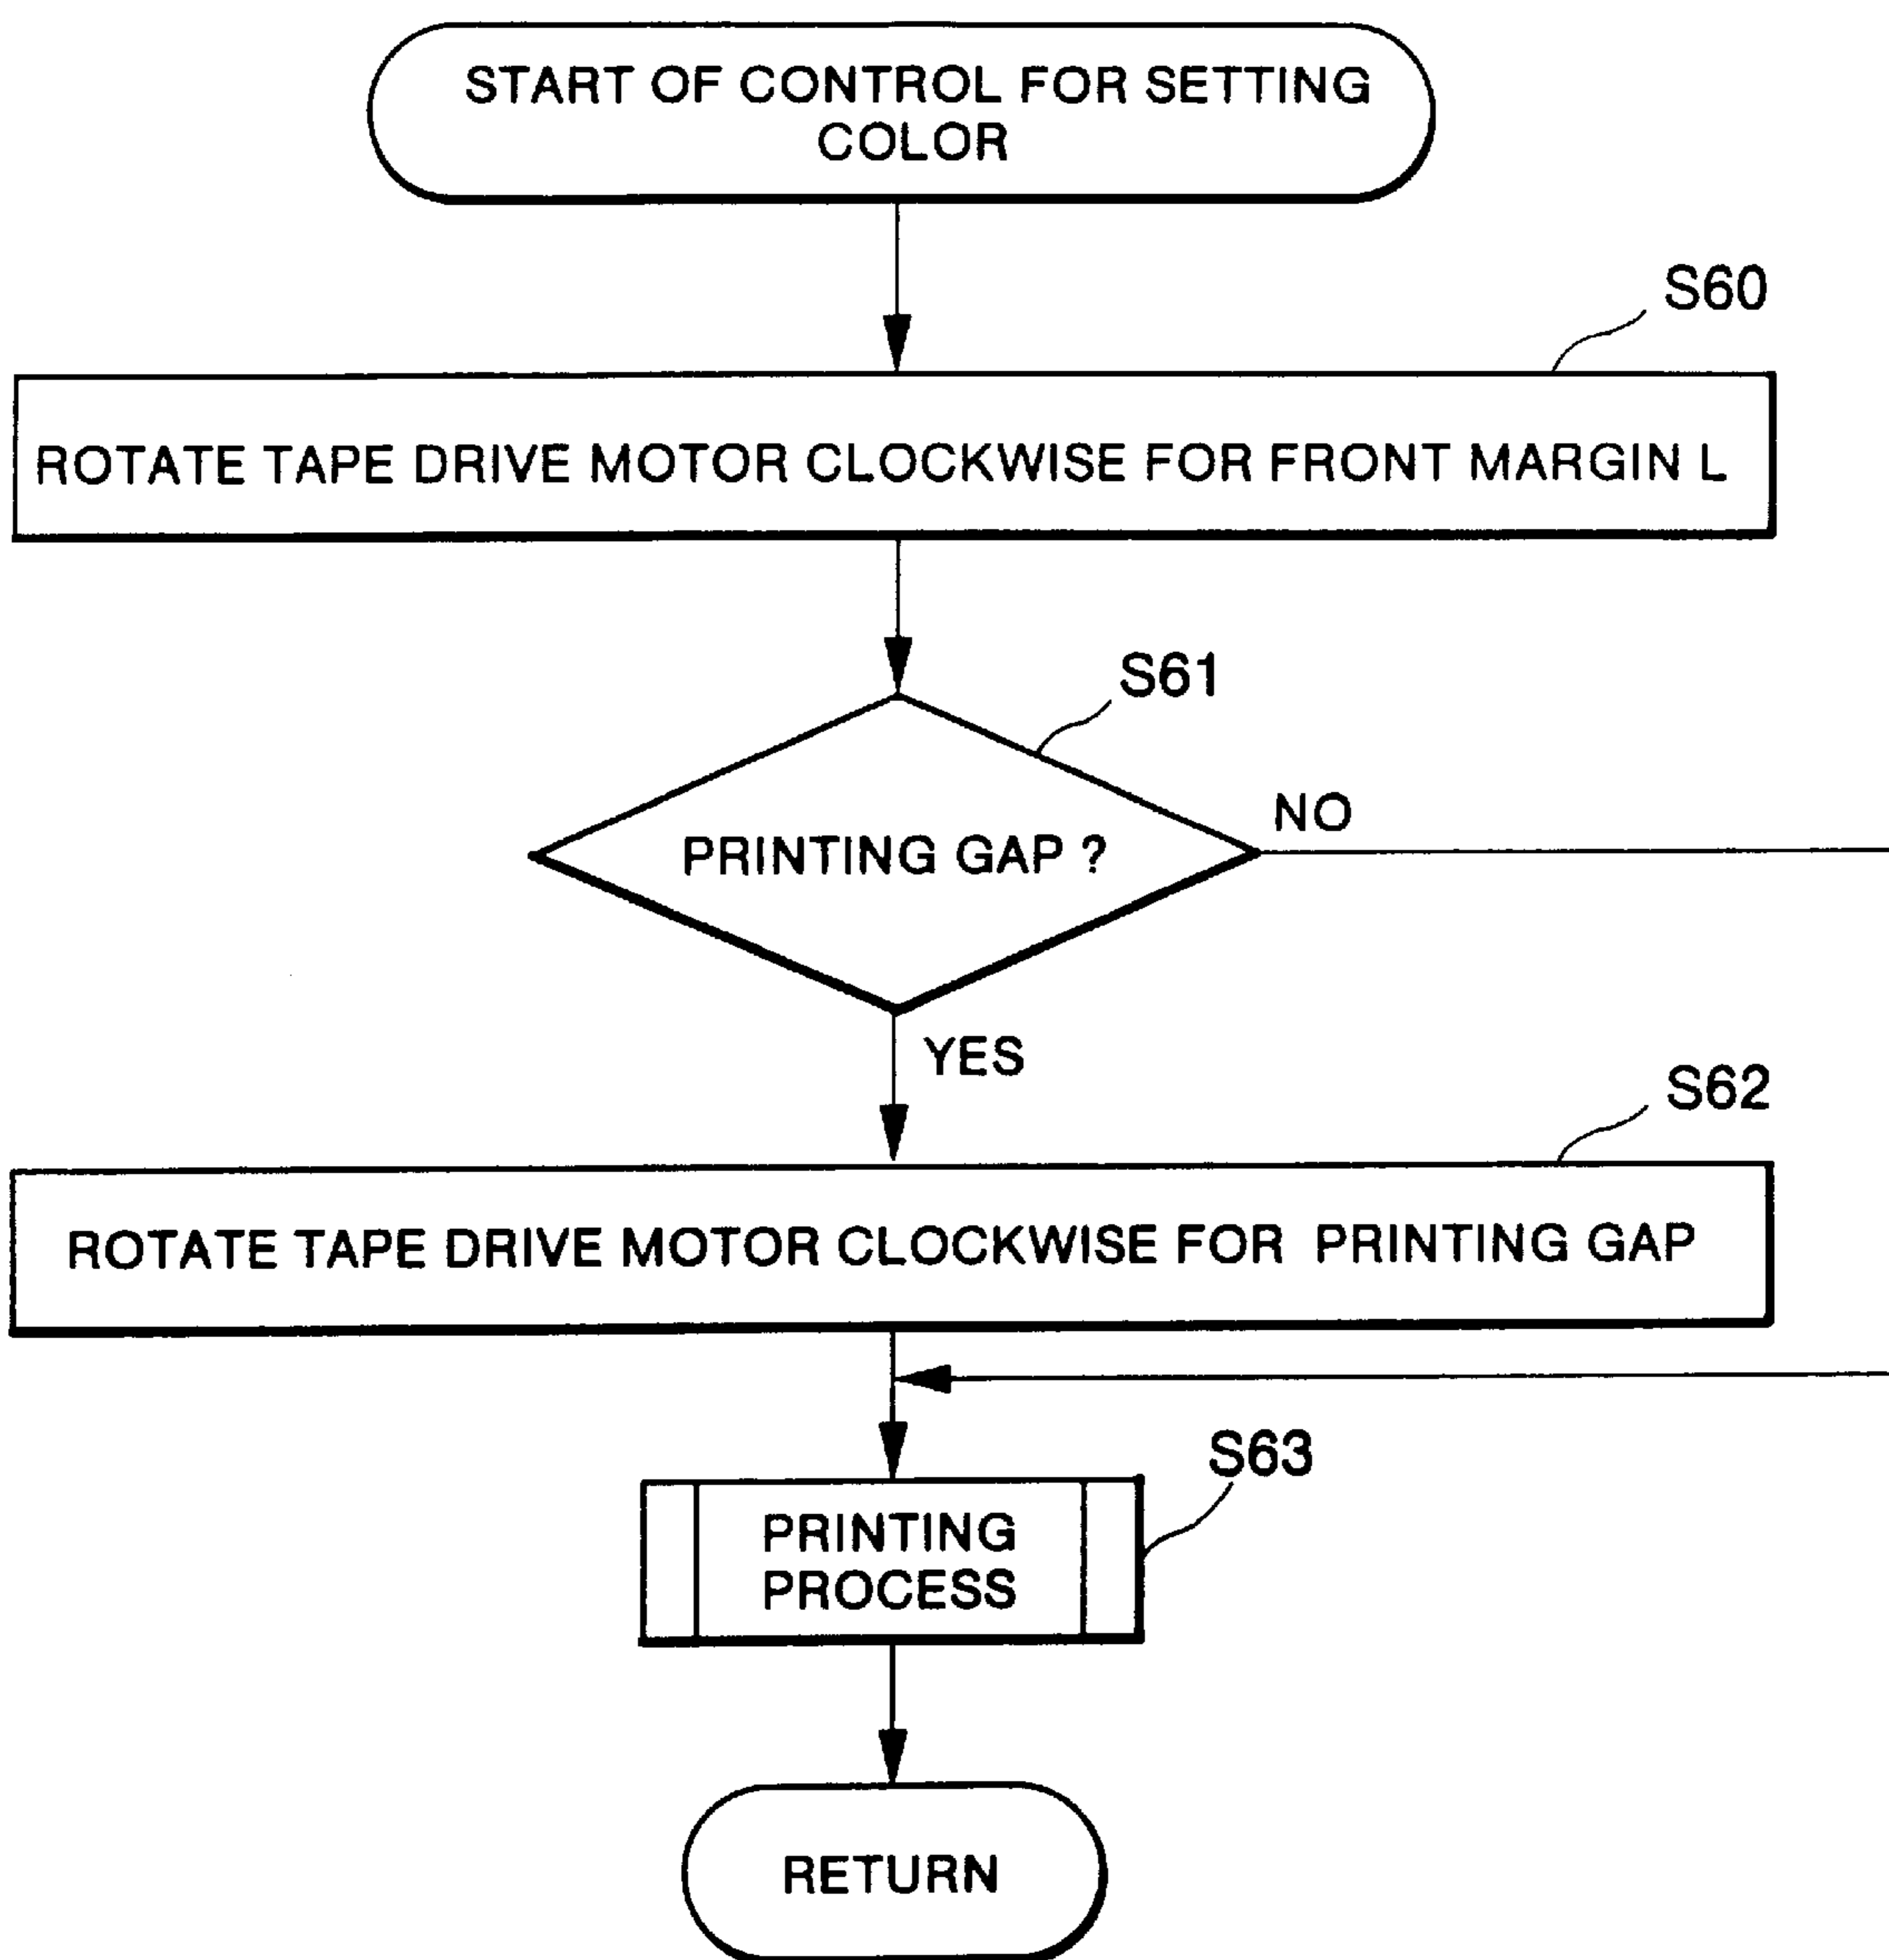 START OF CONTROL FOR SETTING
COLOR
S60
ROTATE TAPE DRIVE MOTOR CLOCKWISE FOR FRONT MARGIN L
S61
PRINTING GAP ?
NO
YES
S62
ROTATE TAPE DRIVE MOTOR CLOCKWISE FOR PRINTING GAP
S63
PRINTING
PROCESS
RETURN